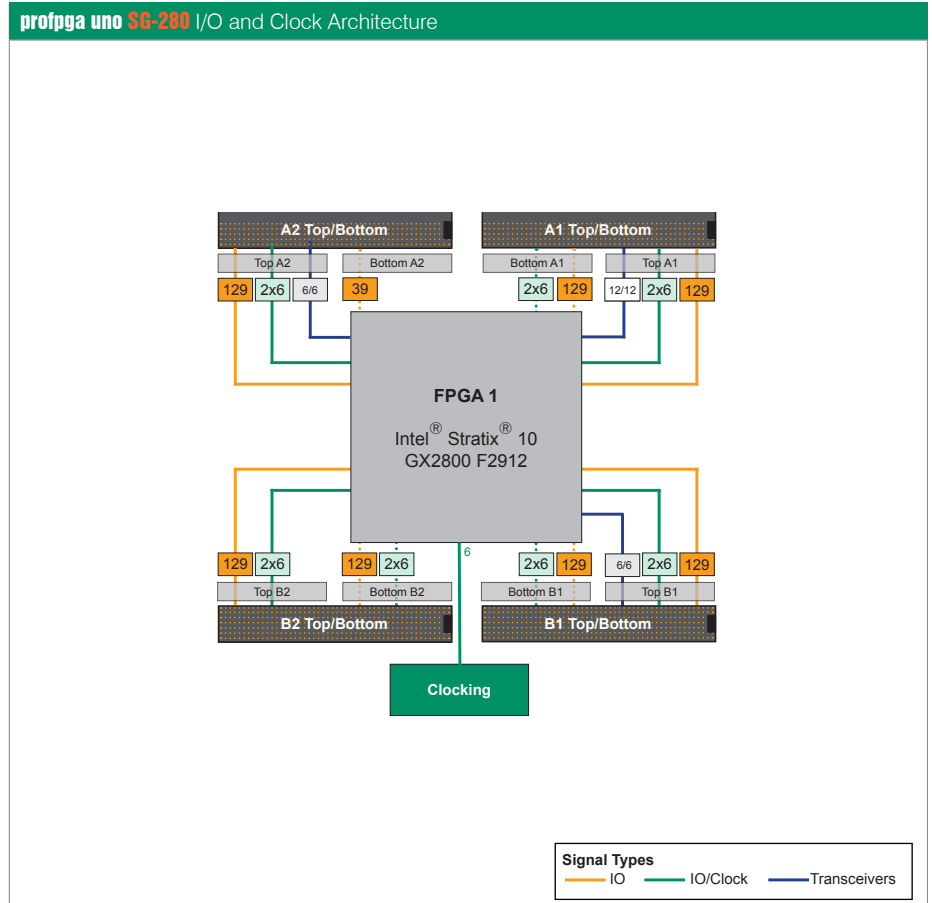 profpga uno SG-280 I/O and Clock Architecture
A2 Top/Bottom
A1 Top/Bottom
Top A2
Bottom A2
Bottom A1
Top A1
129
2x6
6/6
39
2x6
129
12/12
2x6
129
FPGA 1
Intel® Stratix® 10
GX2800 F2912
6
129
2x6
129
2x6
2x6
129
6/6
2x6
129
Top B2
Bottom B2
Bottom B1
Top B1
B2 Top/Bottom
B1 Top/Bottom
Clocking
Signal Types
IO
IO/Clock
Transceivers